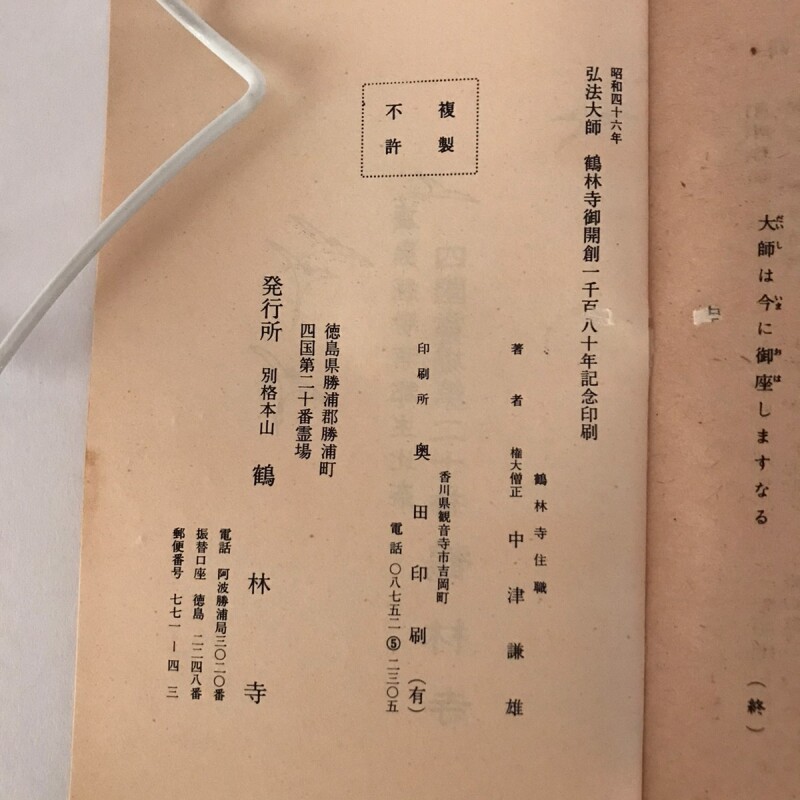 大師は今に御座しますなる
だいし いま おは
（終）
昭和四十六年
弘法大師 鶴林寺御開創一千百八十年記念印刷
複製
不許
鶴林寺住職
著者 権大僧正 中津謙雄
香川県観音寺市吉岡町
印刷所 奥田印刷（有）
電話〇八七五二⑤二三〇五
徳島県勝浦郡勝浦町
四国第二十番霊場
発行所 別格本山 鶴林寺
電話 阿波勝浦局三〇二〇番
振替口座 徳島 二二四八番
郵便番号 七七一－四三